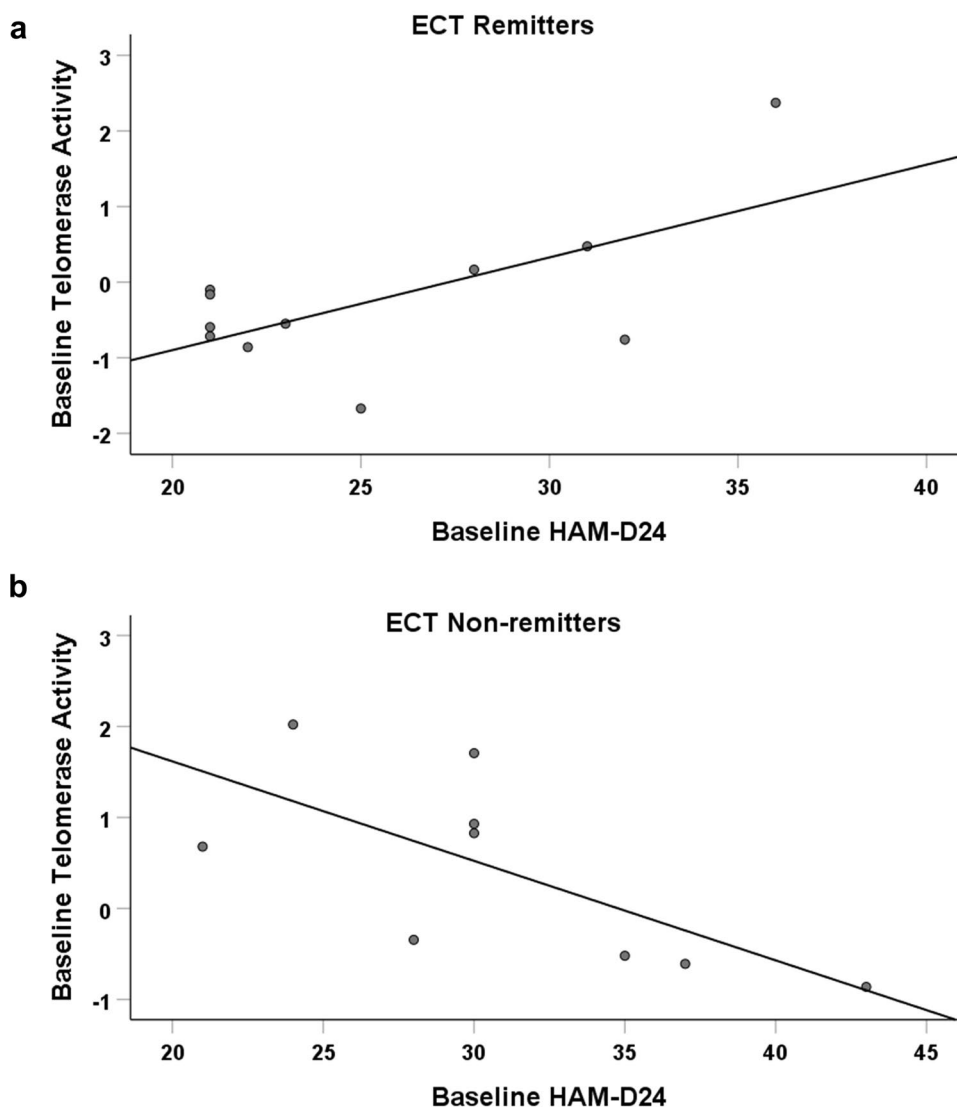 a
ECT Remitters
Baseline Telomerase Activity
3
2
1
0
-1
-2
20 25 30 35 40
Baseline HAM-D24
b
ECT Non-remitters
Baseline Telomerase Activity
3
2
1
0
-1
20 25 30 35 40 45
Baseline HAM-D24